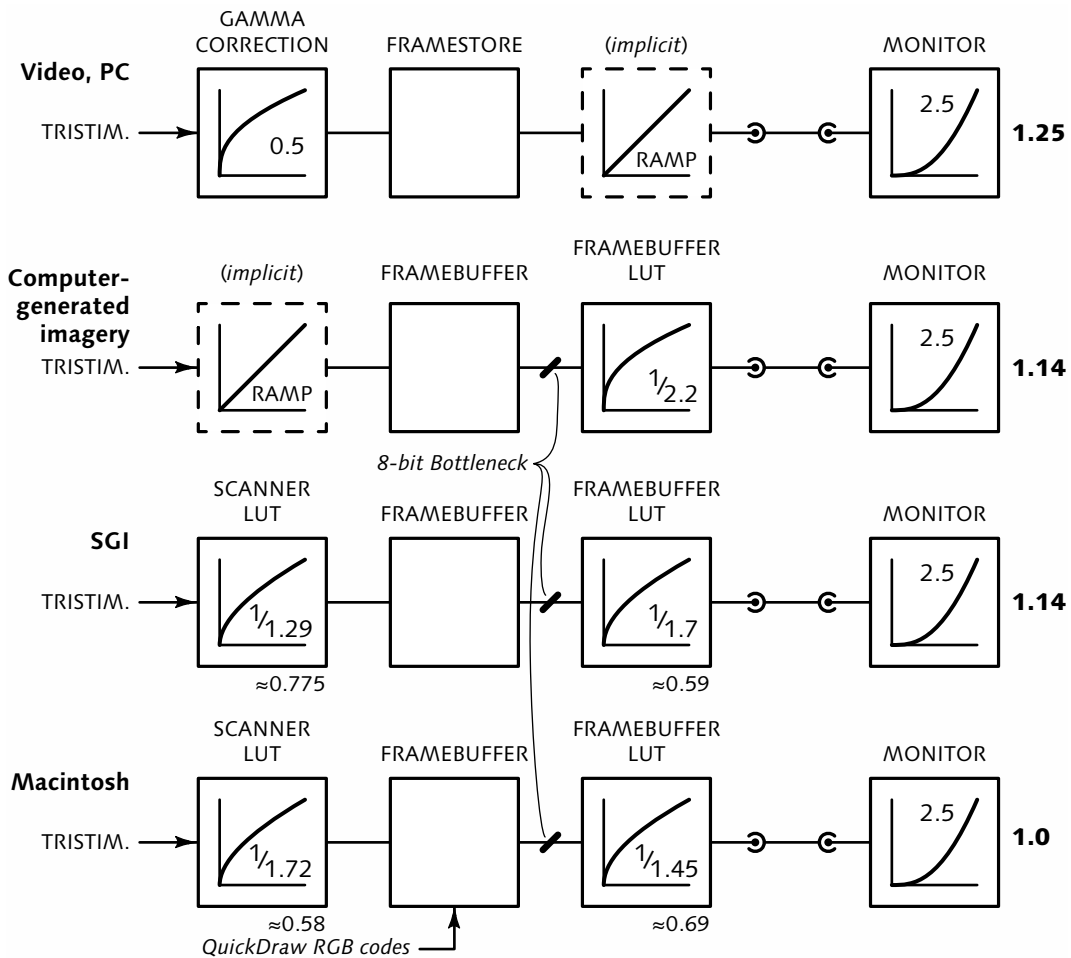 GAMMA
CORRECTION
FRAMESTORE
(implicit)
MONITOR
Video, PC
TRISTIM.
0.5
RAMP
2.5
1.25
Computer-
generated
imagery
(implicit)
FRAMEBUFFER
FRAMEBUFFER
LUT
MONITOR
TRISTIM.
RAMP
1/2.2
2.5
1.14
8-bit Bottleneck
SCANNER
LUT
FRAMEBUFFER
FRAMEBUFFER
LUT
MONITOR
SGI
TRISTIM.
1/1.29
1/1.7
2.5
1.14
≈0.775
≈0.59
SCANNER
LUT
FRAMEBUFFER
FRAMEBUFFER
LUT
MONITOR
Macintosh
TRISTIM.
1/1.72
1/1.45
2.5
1.0
≈0.58
≈0.69
QuickDraw RGB codes